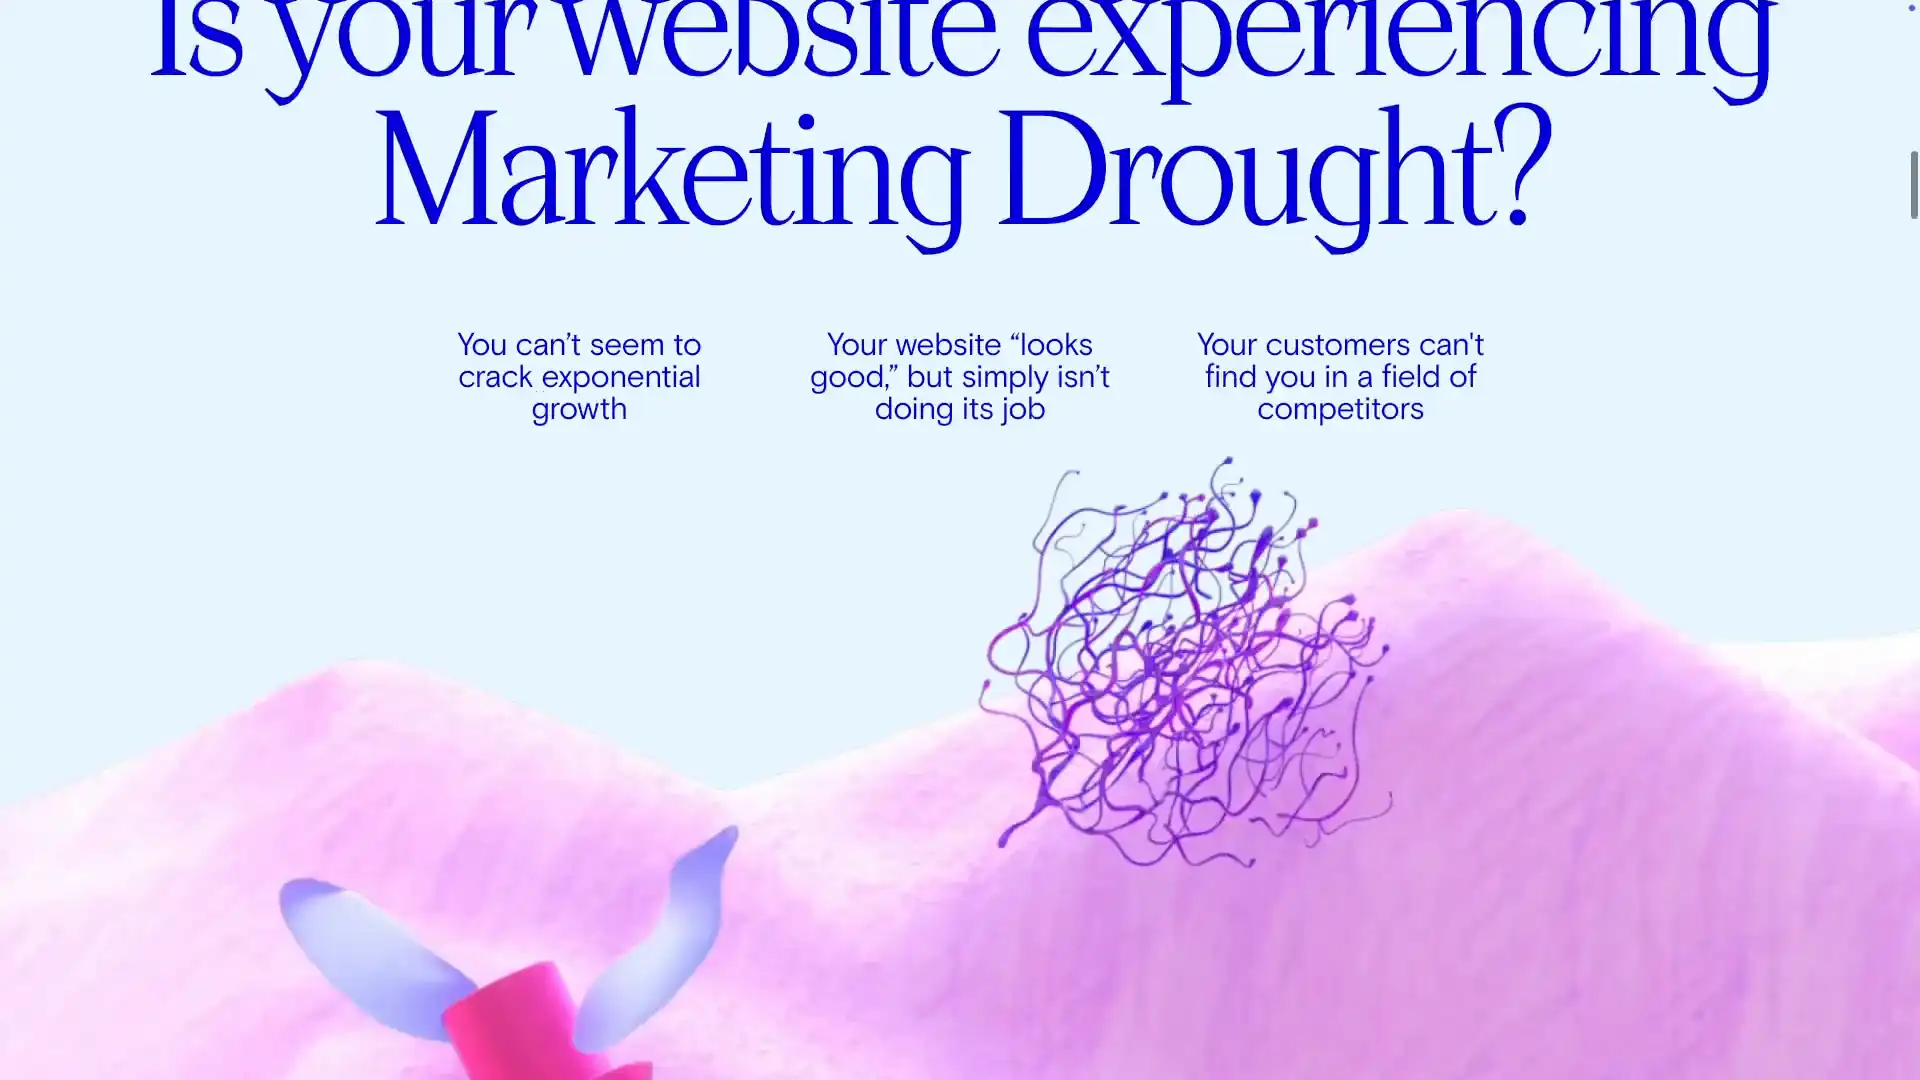 Is your website experiencing
Marketing Drought?
You can’t seem to
crack exponential
growth
Your website “looks
good,” but simply isn’t
doing its job
Your customers can't
find you in a field of
competitors